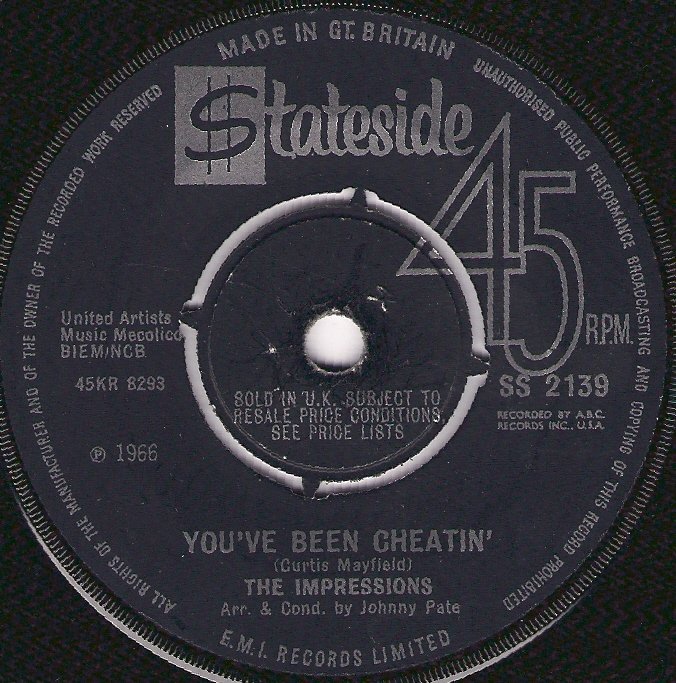 MADE IN GT. BRITAIN
UNAUTHORISED PUBLIC PERFORMANCE BROADCASTING AND COPYING OF THIS RECORD PROHIBITED
ALL RIGHTS OF THE MANUFACTURER AND OF THE OWNER OF THE RECORDED WORK RESERVED
$tateside
45
R.P.M.
United Artists
Music Mecolico
BIEM/NCB
45KR 8293
℗ 1966
SOLD IN U.K. SUBJECT TO
RESALE PRICE CONDITIONS,
SEE PRICE LISTS
SS 2139
RECORDED BY A.B.C.
RECORDS INC., U.S.A.
YOU'VE BEEN CHEATIN'
(Curtis Mayfield)
THE IMPRESSIONS
Arr. & Cond. by Johnny Pate
E.M.I. RECORDS LIMITED